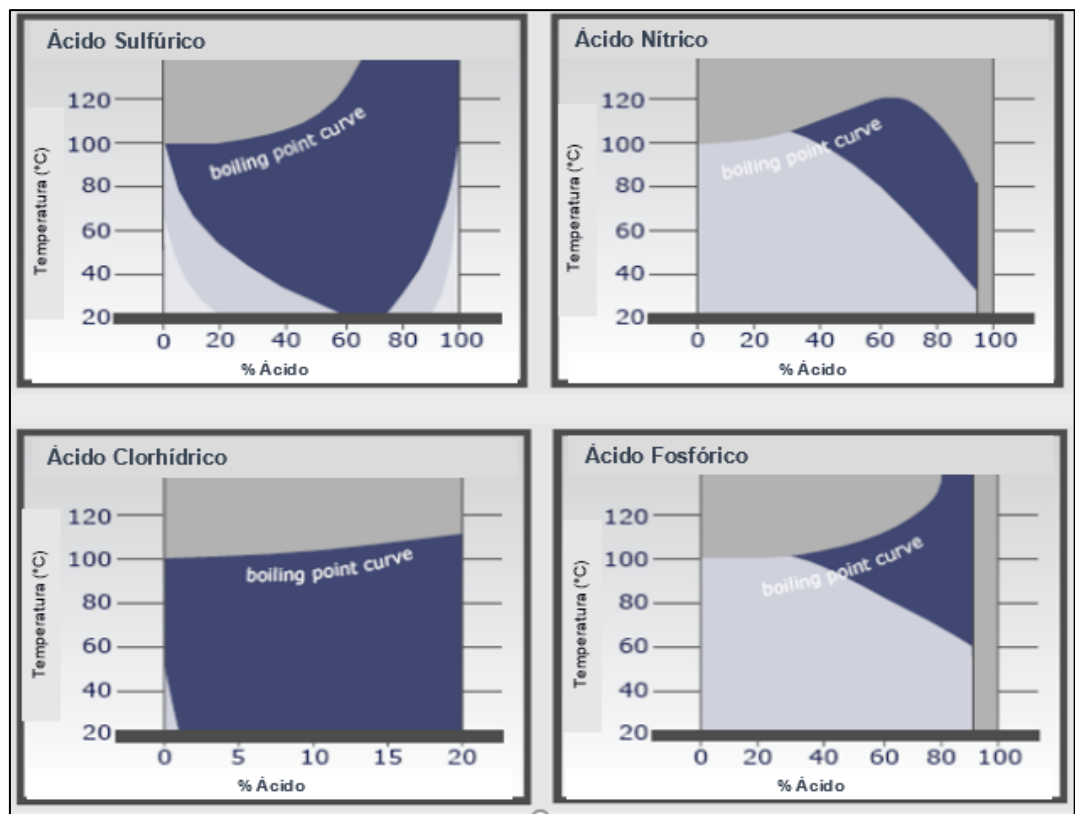 Ácido Sulfúrico
Temperatura (°C)
120
100
80
60
40
20
boiling point curve
0 20 40 60 80 100
% Ácido
Ácido Nítrico
Temperatura (°C)
120
100
80
60
40
20
boiling point curve
0 20 40 60 80 100
% Ácido
Ácido Clorhídrico
Temperatura (°C)
120
100
80
60
40
20
boiling point curve
0 5 10 15 20
% Ácido
Ácido Fosfórico
Temperatura (°C)
120
100
80
60
40
20
boiling point curve
0 20 40 60 80 100
% Ácido